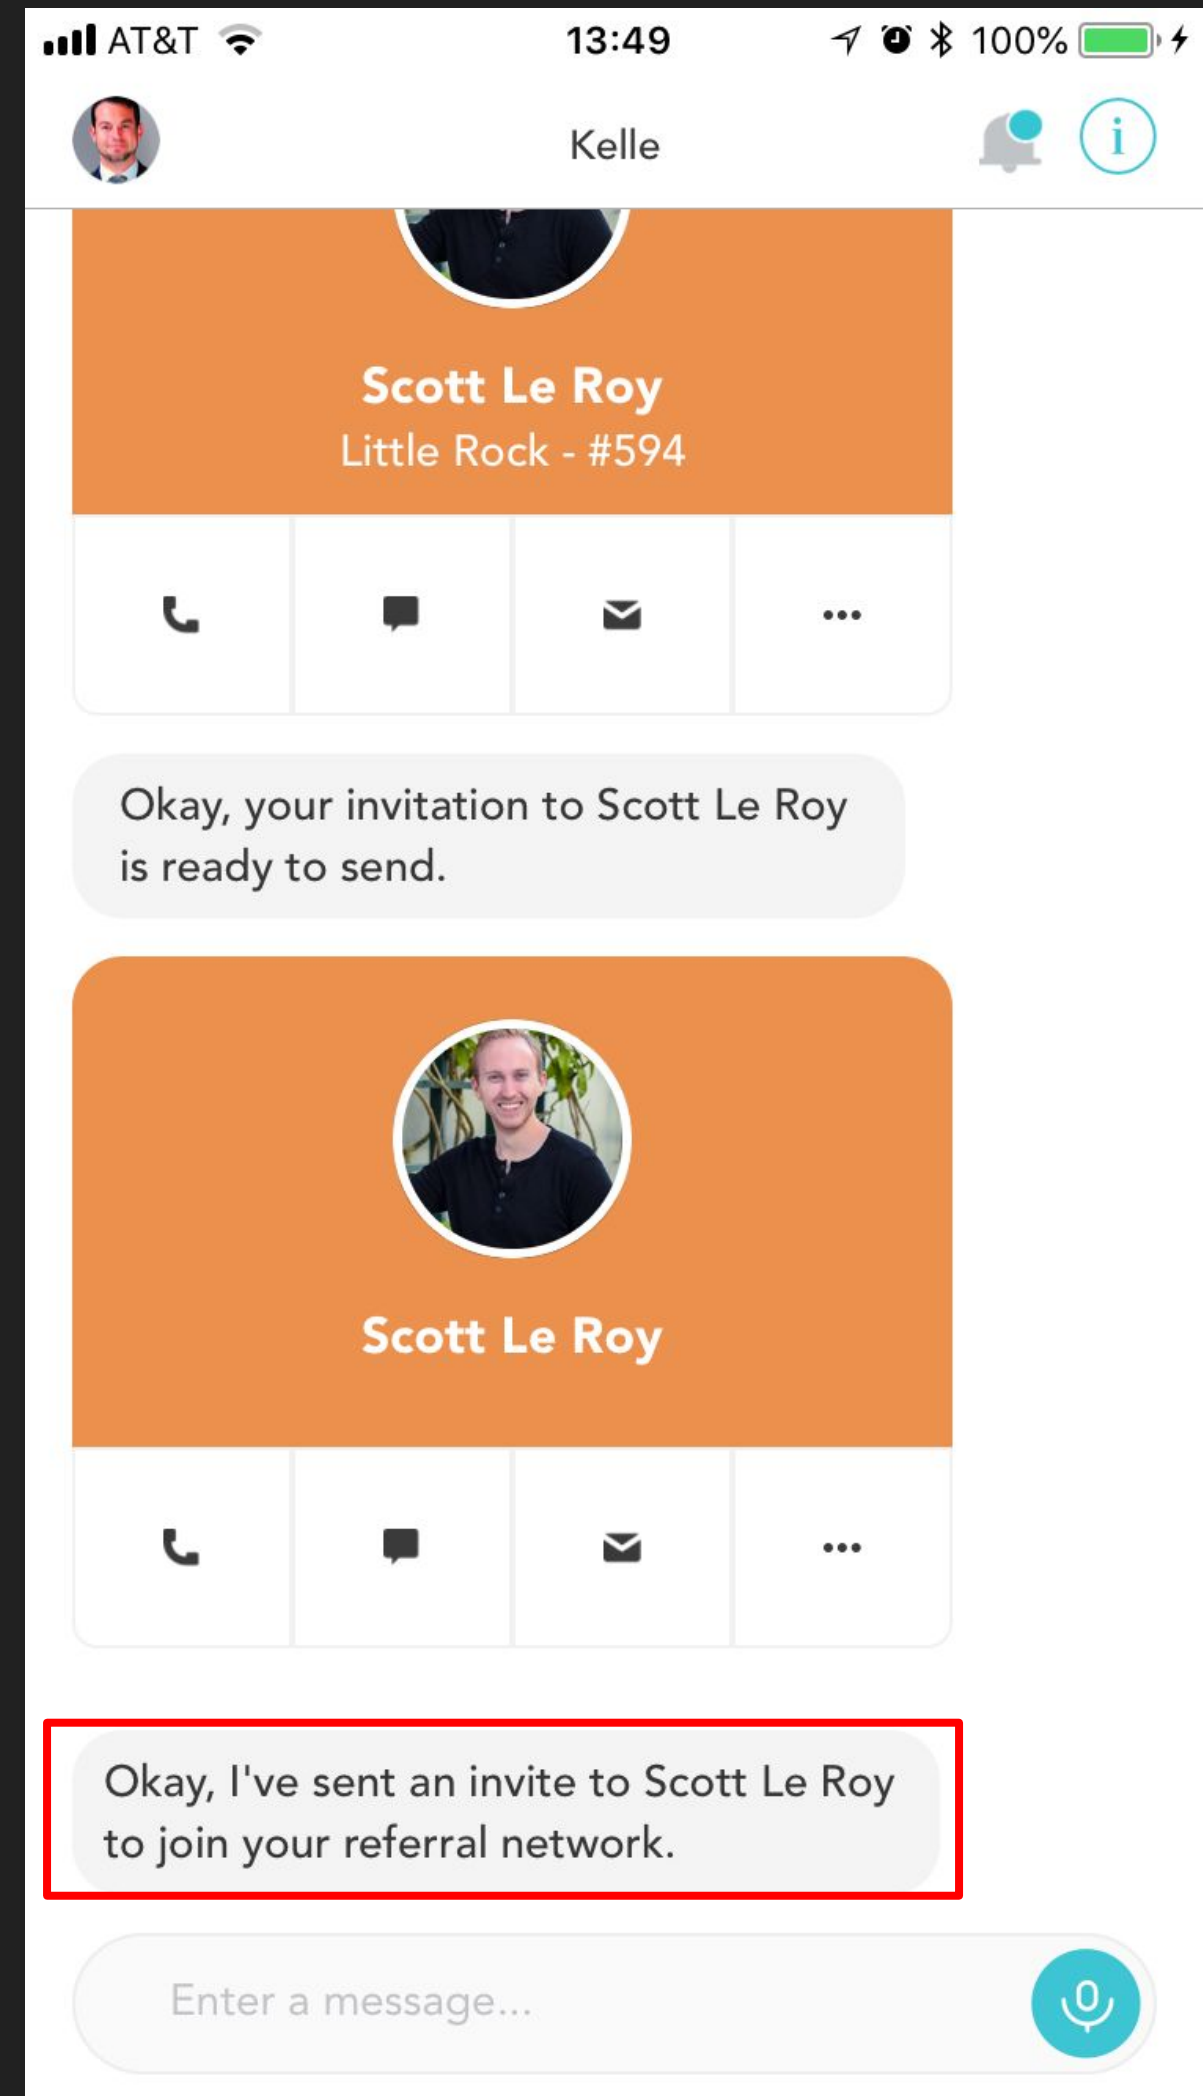 AT&T 13:49 100%
Kelle
i
Scott Le Roy
Little Rock - #594
Okay, your invitation to Scott Le Roy
is ready to send.
Scott Le Roy
Okay, I've sent an invite to Scott Le Roy
to join your referral network.
Enter a message...